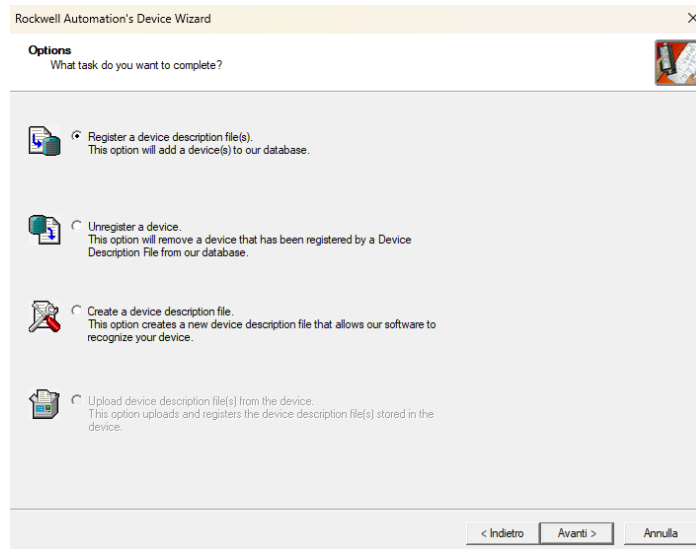 Rockwell Automation's Device Wizard
Options
What task do you want to complete?
Register a device description file(s).
This option will add a device(s) to our database.
Unregister a device.
This option will remove a device that has been registered by a Device
Description File from our database.
Create a device description file.
This option creates a new device description file that allows our software to
recognize your device.
Upload device description file(s) from the device.
This option uploads and registers the device description file(s) stored in the
device.
< Indietro
Avanti >
Annulla